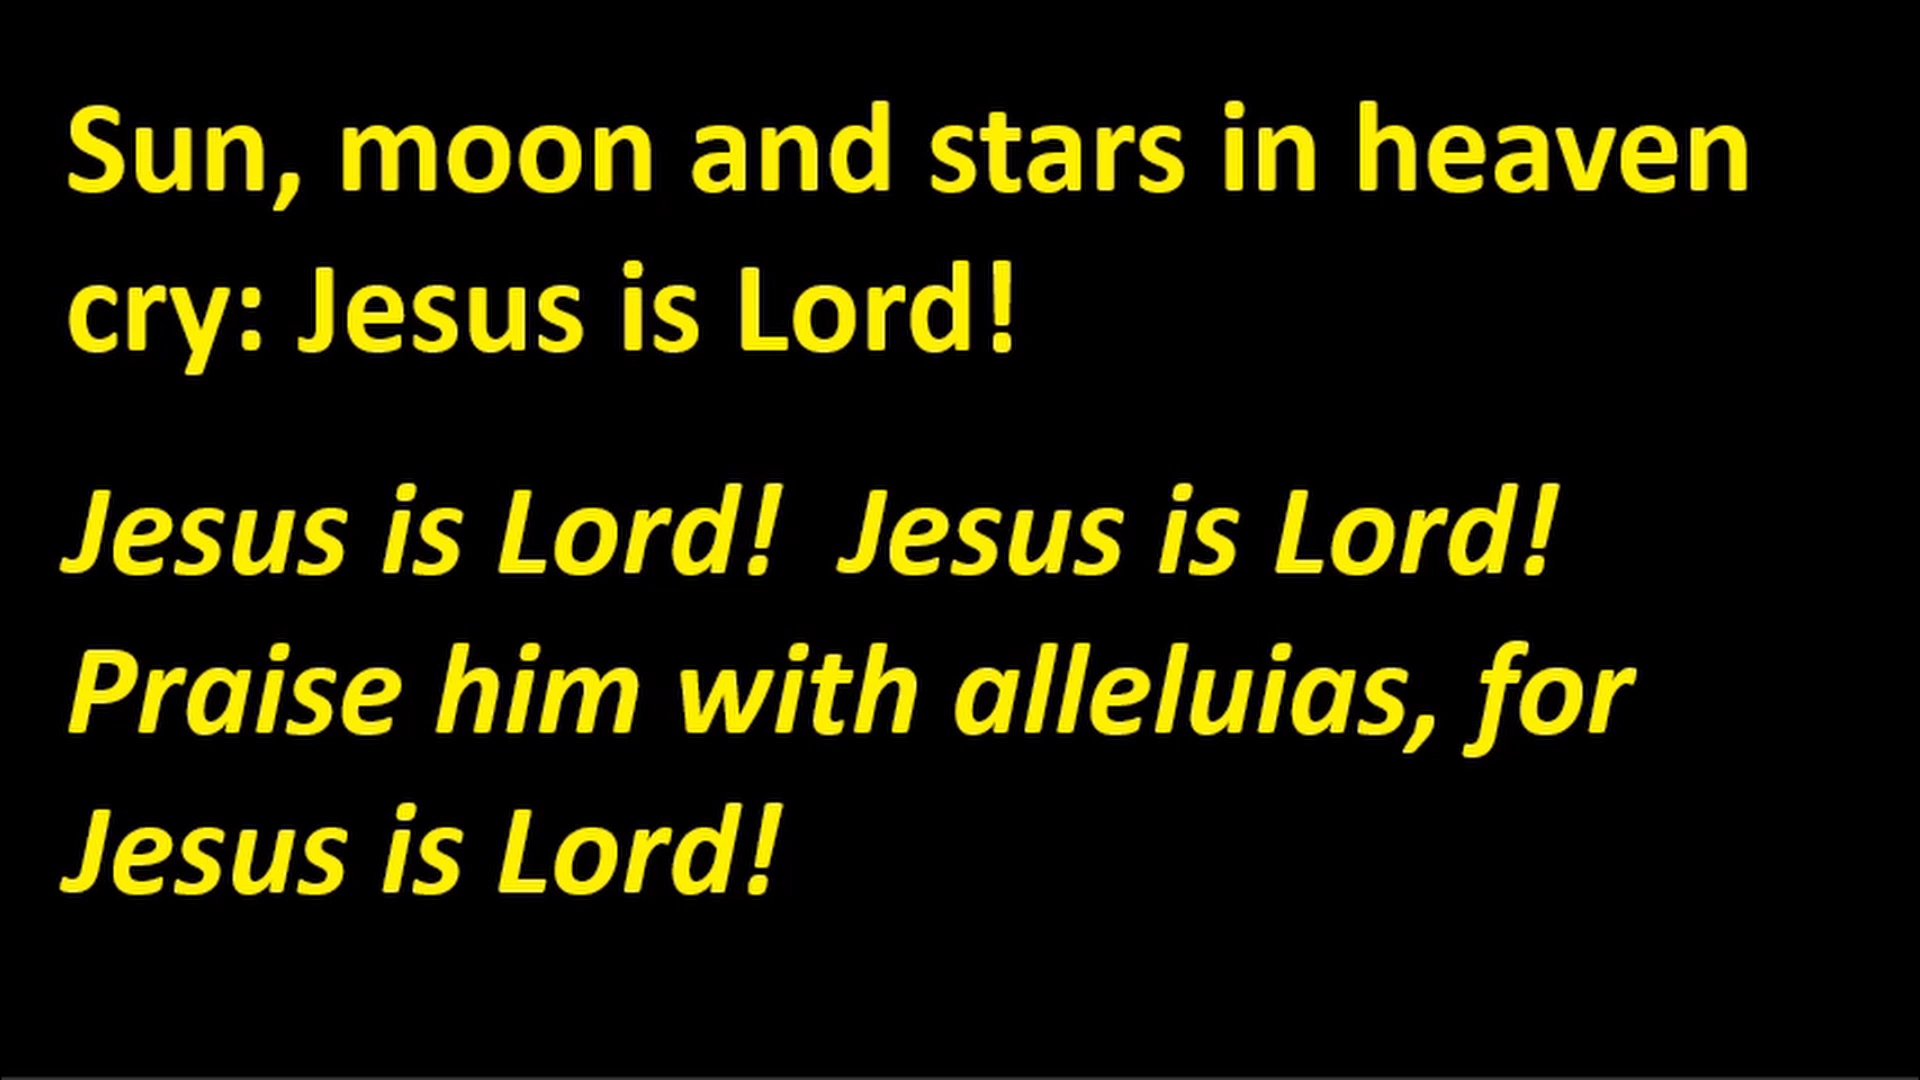 Sun, moon and stars in heaven
cry: Jesus is Lord!
Jesus is Lord!  Jesus is Lord!
Praise him with alleluias, for
Jesus is Lord!